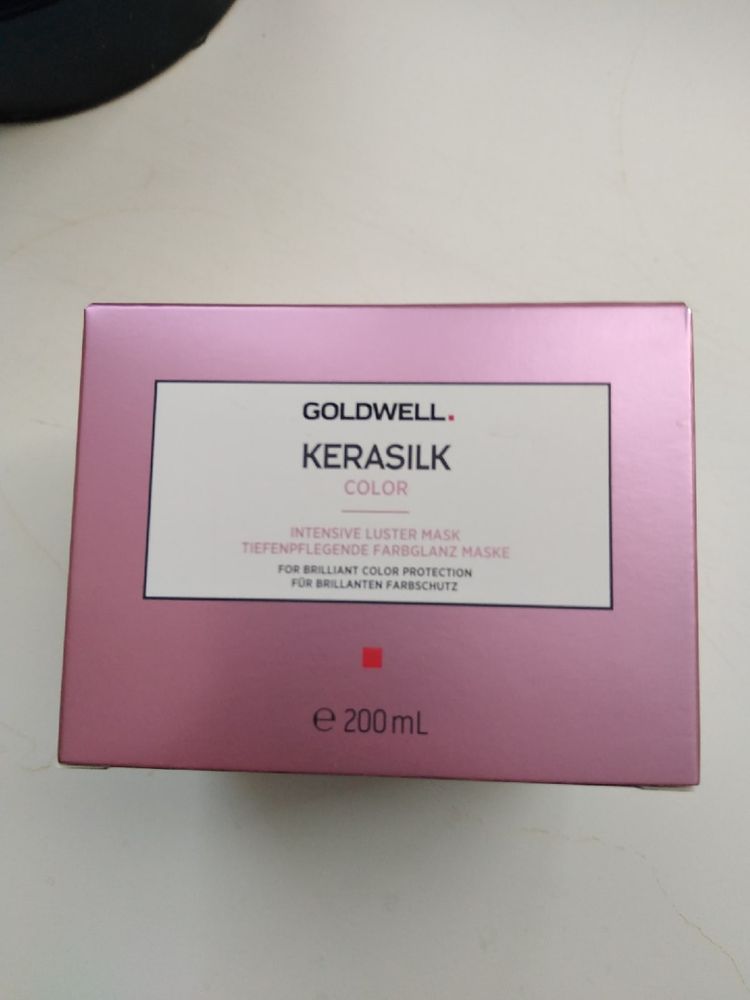 GOLDWELL.
KERASILK
COLOR
INTENSIVE LUSTER MASK
TIEFENPFLEGENDE FARBGLANZ MASKE
FOR BRILLIANT COLOR PROTECTION
FÜR BRILLANTEN FARBSCHUTZ
℮ 200 mL